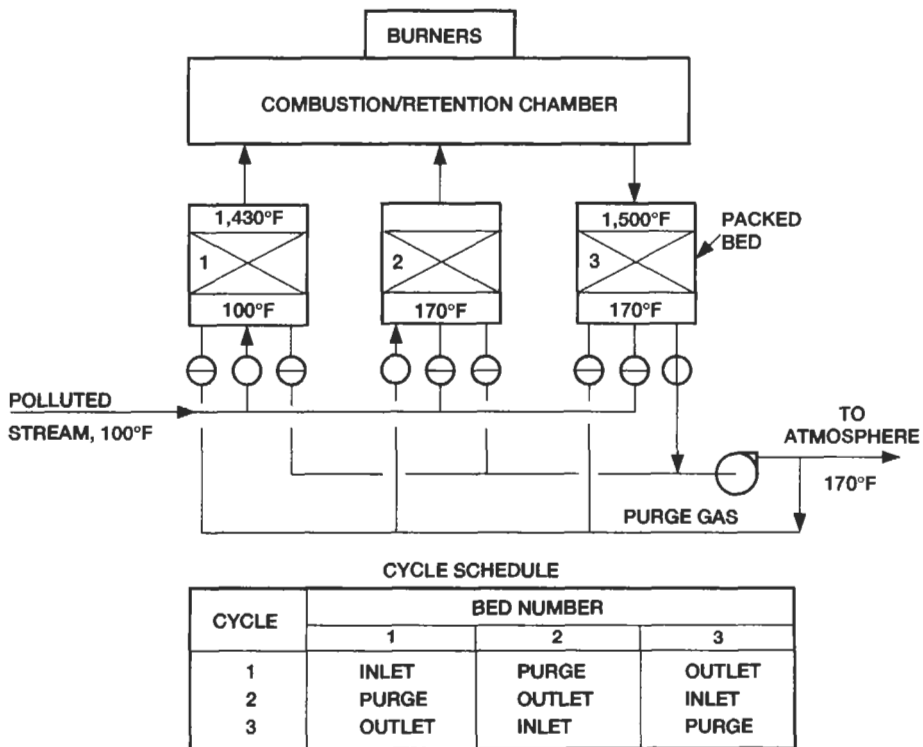 BURNERS
COMBUSTION/RETENTION CHAMBER
1,430°F
1,500°F
PACKED
BED
1
2
3
100°F
170°F
170°F
POLLUTED
STREAM, 100°F
TO
ATMOSPHERE
170°F
PURGE GAS
CYCLE SCHEDULE
CYCLE
BED NUMBER
1 2 3
1 INLET PURGE OUTLET
2 PURGE OUTLET INLET
3 OUTLET INLET PURGE